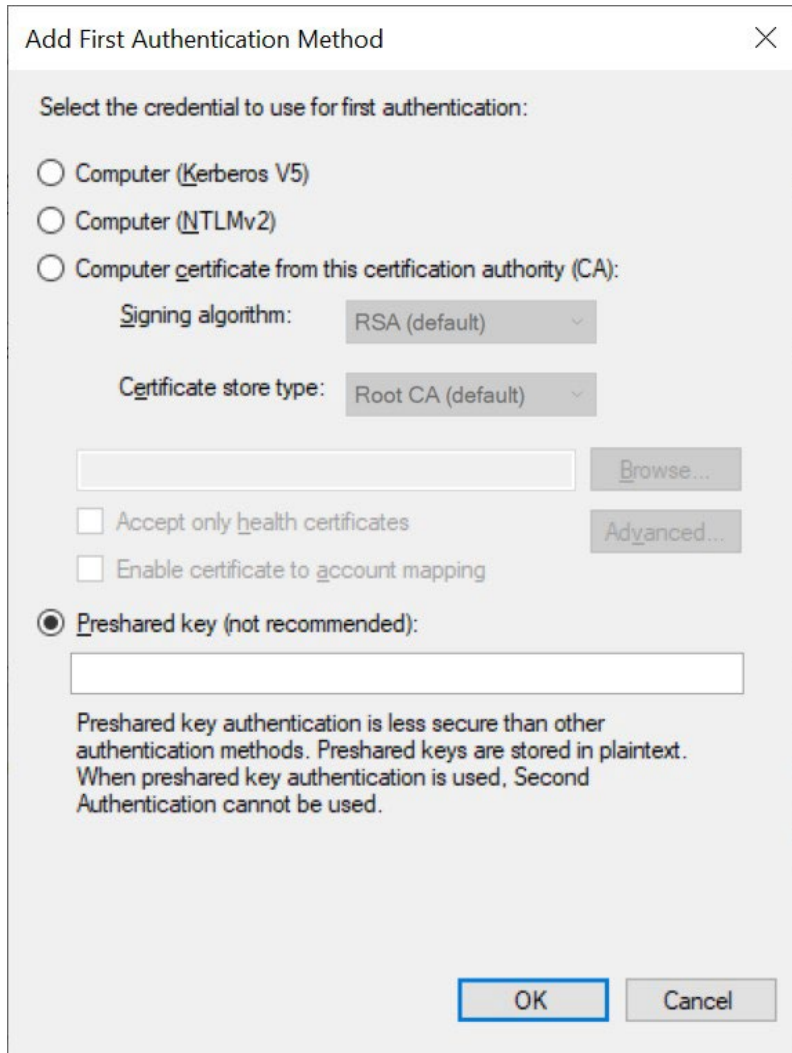 Add First Authentication Method
Select the credential to use for first authentication:
Computer (Kerberos V5)
Computer (NTLMv2)
Computer certificate from this certification authority (CA):
Signing algorithm: RSA (default)
Certificate store type: Root CA (default)
Browse...
Accept only health certificates
Advanced...
Enable certificate to account mapping
Preshared key (not recommended):
Preshared key authentication is less secure than other
authentication methods. Preshared keys are stored in plaintext.
When preshared key authentication is used, Second
Authentication cannot be used.
OK Cancel